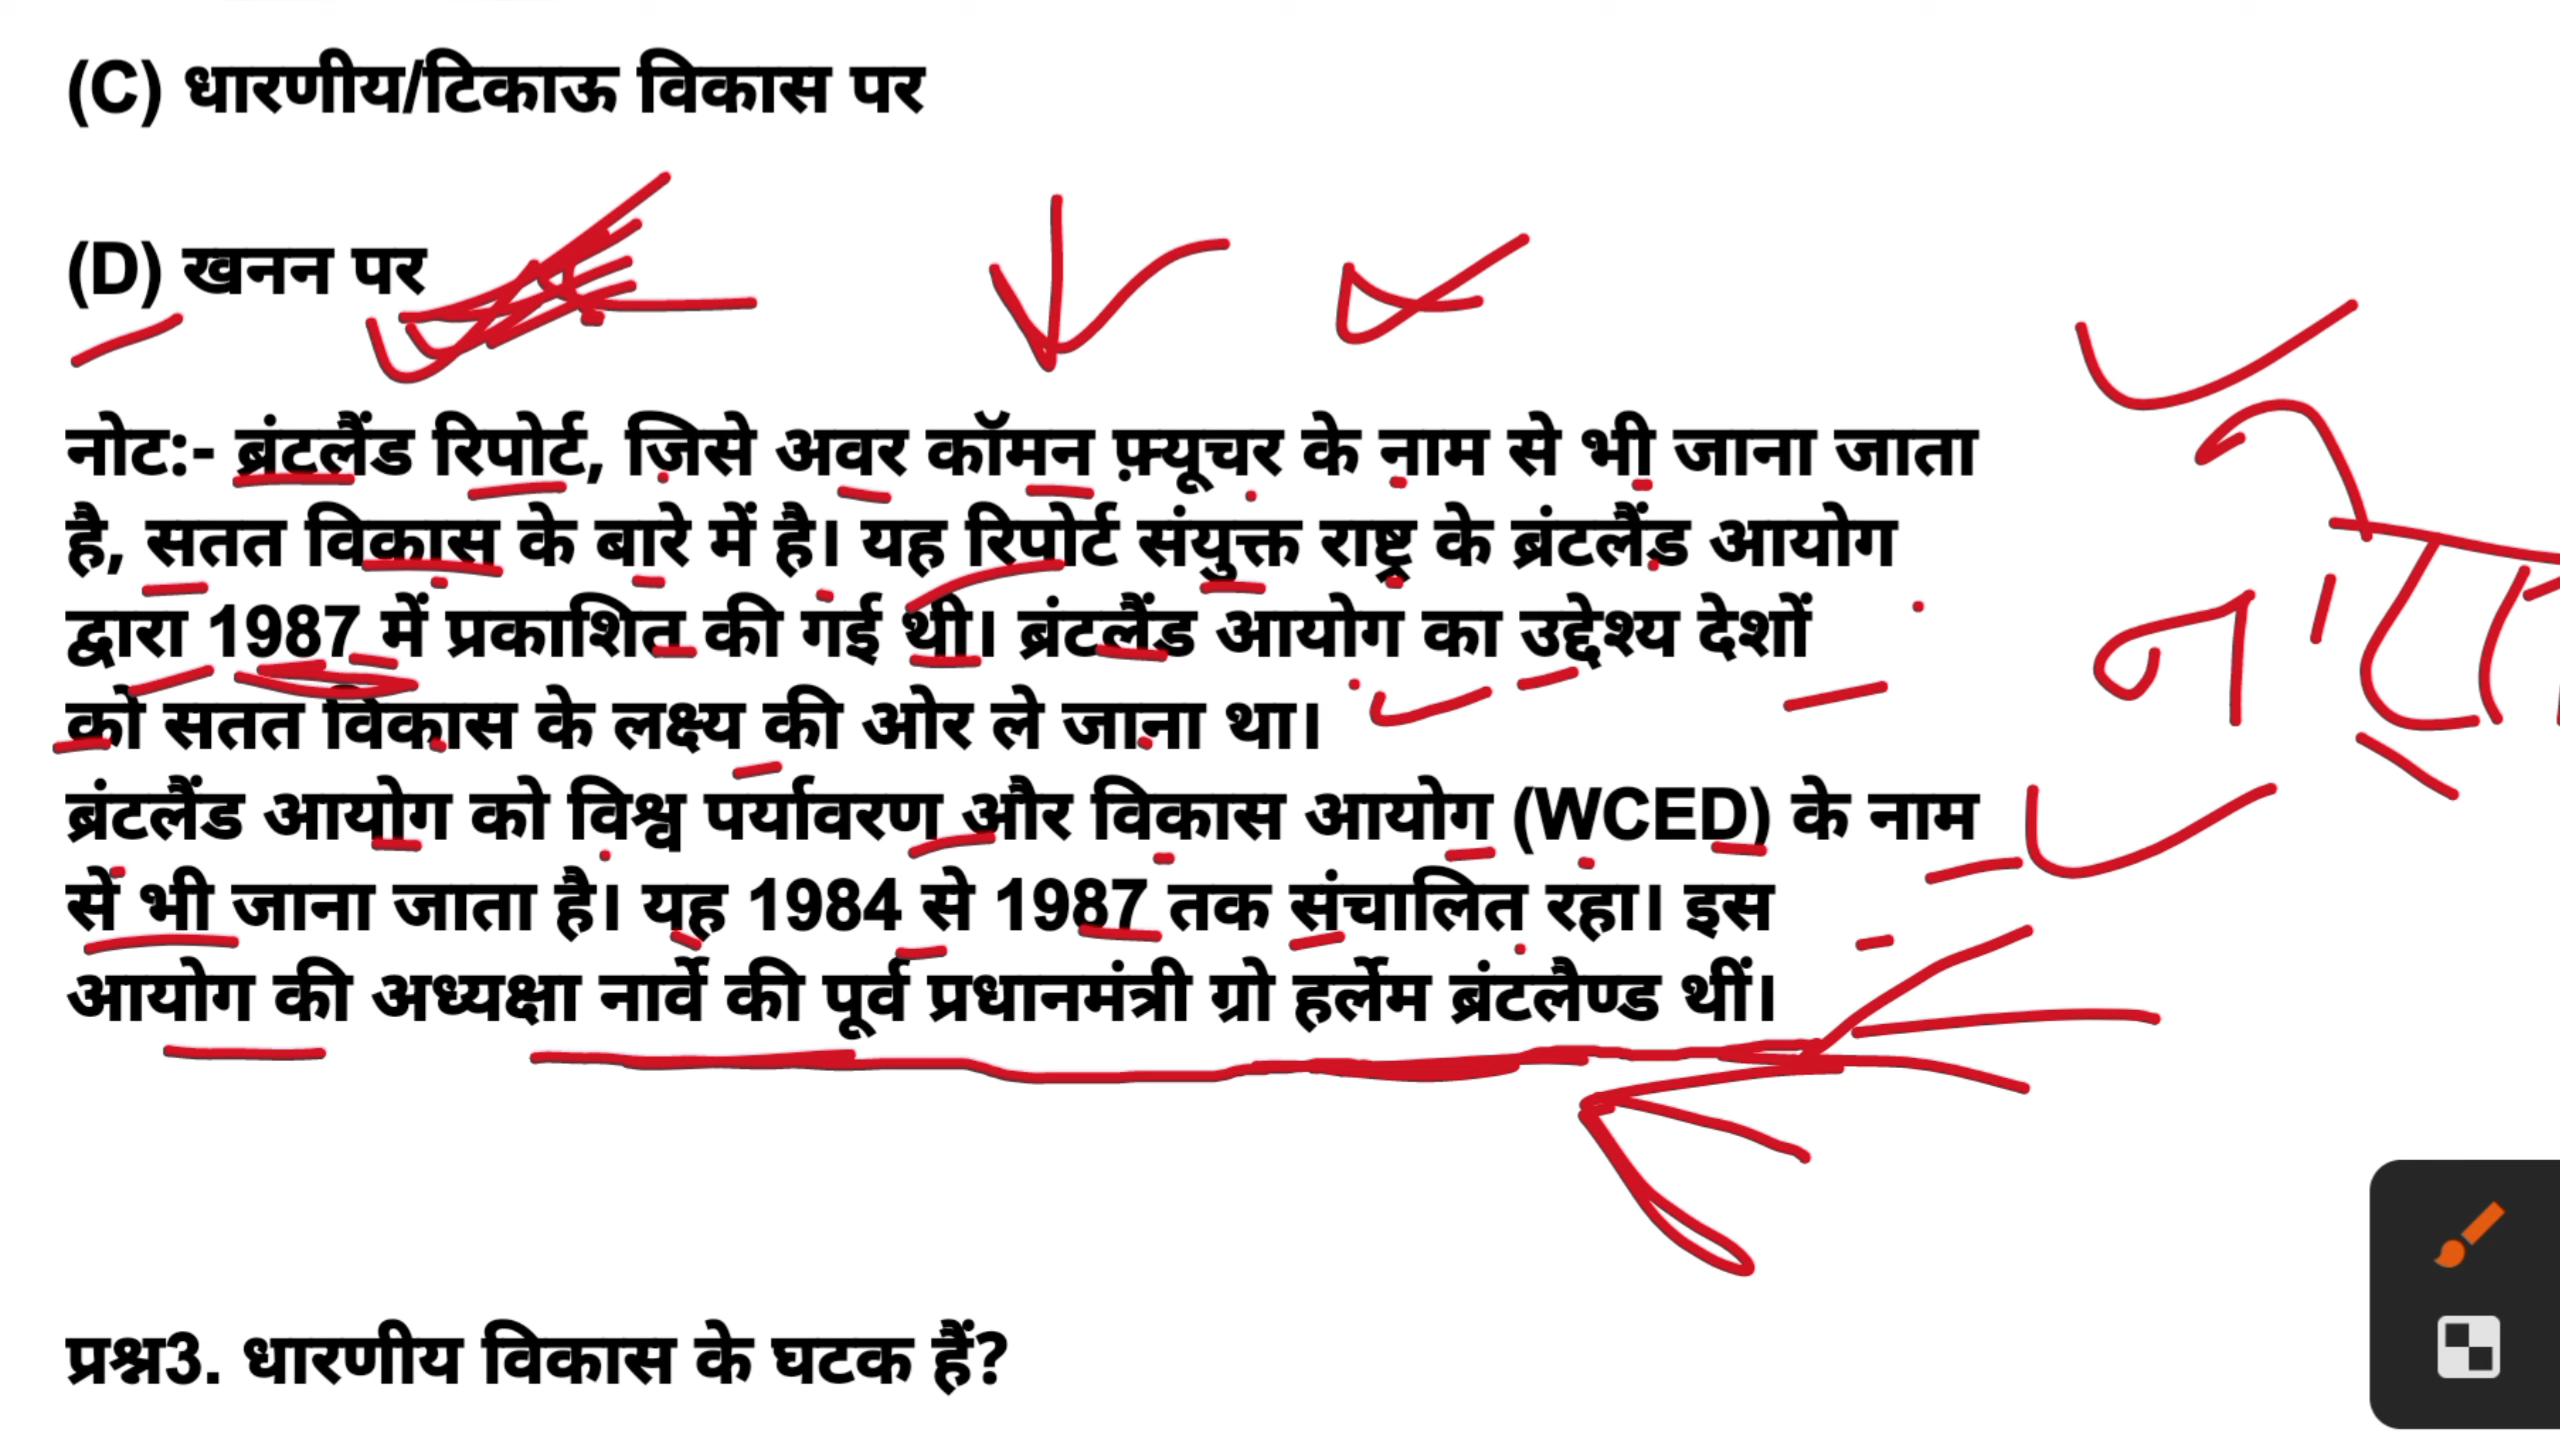 (C) धारणीय/टिकाऊ विकास पर
(D) खनन पर
नोट:- ब्रंटलैंड रिपोर्ट, जिसे अवर कॉमन फ़्यूचर के नाम से भी जाना जाता
है, सतत विकास के बारे में है। यह रिपोर्ट संयुक्त राष्ट्र के ब्रंटलैंड आयोग
द्वारा 1987 में प्रकाशित की गई थी। ब्रंटलैंड आयोग का उद्देश्य देशों
को सतत विकास के लक्ष्य की ओर ले जाना था।
ब्रंटलैंड आयोग को विश्व पर्यावरण और विकास आयोग (WCED) के नाम
से भी जाना जाता है। यह 1984 से 1987 तक संचालित रहा। इस
आयोग की अध्यक्षा नार्वे की पूर्व प्रधानमंत्री ग्रो हर्लेम ब्रंटलैण्ड थीं।
प्रश्न3. धारणीय विकास के घटक हैं?